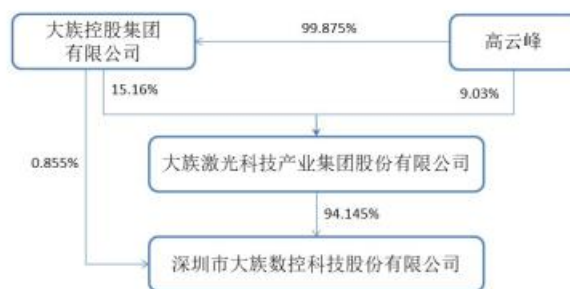 大族控股集团
有限公司
99.875%
高云峰
15.16%
9.03%
大族激光科技产业集团股份有限公司
0.855%
94.145%
深圳市大族数控科技股份有限公司